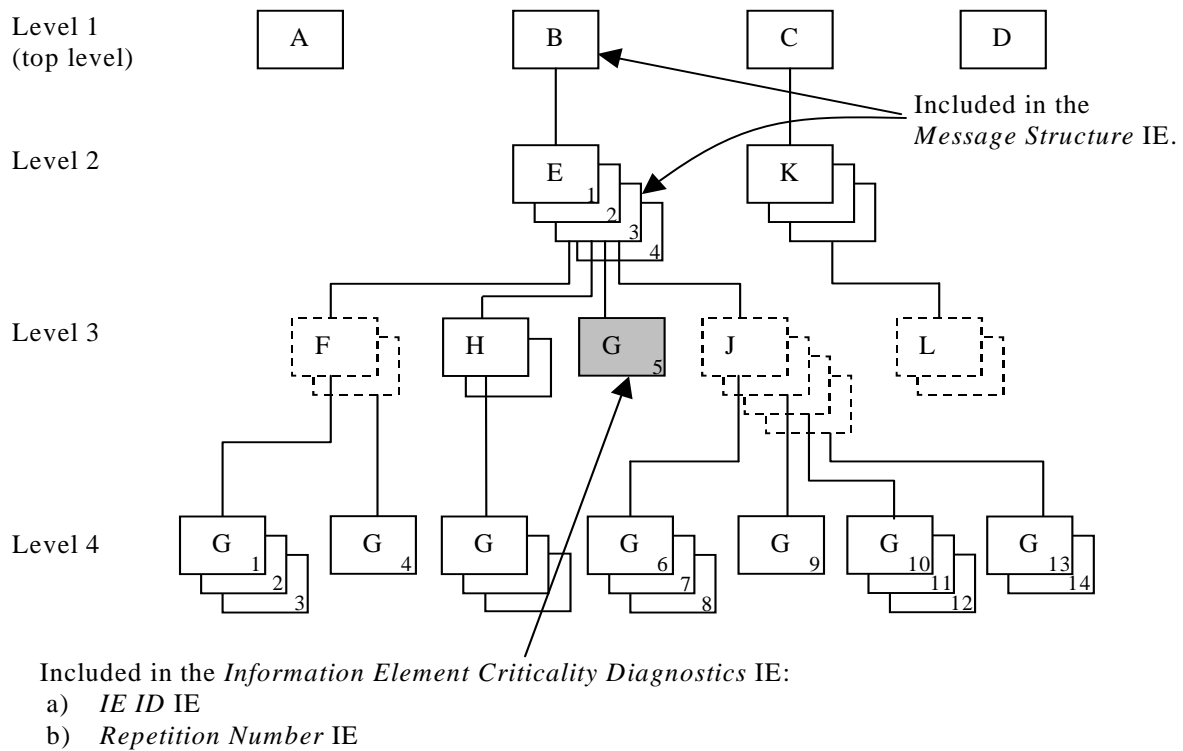 Level 1
(top level)
A
B
C
D
Included in the
Message Structure IE.
Level 2
E
1
2
3
4
K
Level 3
F
H
G
5
J
L
Level 4
G
1
2
3
G
4
G
G
6
7
8
G
9
G
10
11
12
G
13
14
Included in the Information Element Criticality Diagnostics IE:
a) IE ID IE
b) Repetition Number IE